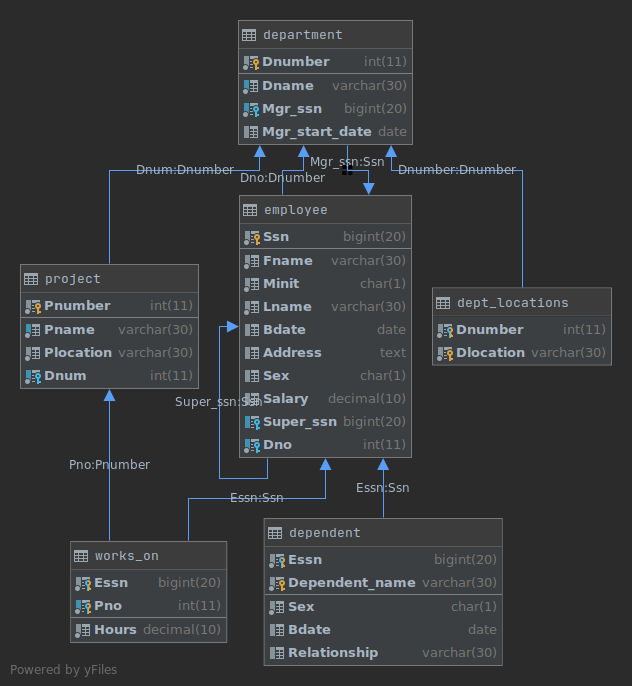 department
Dnumber int(11)
Dname varchar(30)
Mgr_ssn bigint(20)
Mgr_start_date date
Dnum:Dnumber
Dno:Dnumber
Mgr_ssn:Ssn
Dnumber:Dnumber
employee
Ssn bigint(20)
Fname varchar(30)
Minit char(1)
Lname varchar(30)
Bdate date
Address text
Sex char(1)
Salary decimal(10)
Super_ssn bigint(20)
Dno int(11)
project
Pnumber int(11)
Pname varchar(30)
Plocation varchar(30)
Dnum int(11)
dept_locations
Dnumber int(11)
Dlocation varchar(30)
Super_ssn:Ssn
Pno:Pnumber
Essn:Ssn
Essn:Ssn
works_on
Essn bigint(20)
Pno int(11)
Hours decimal(10)
dependent
Essn bigint(20)
Dependent_name varchar(30)
Sex char(1)
Bdate date
Relationship varchar(30)
Powered by yFiles